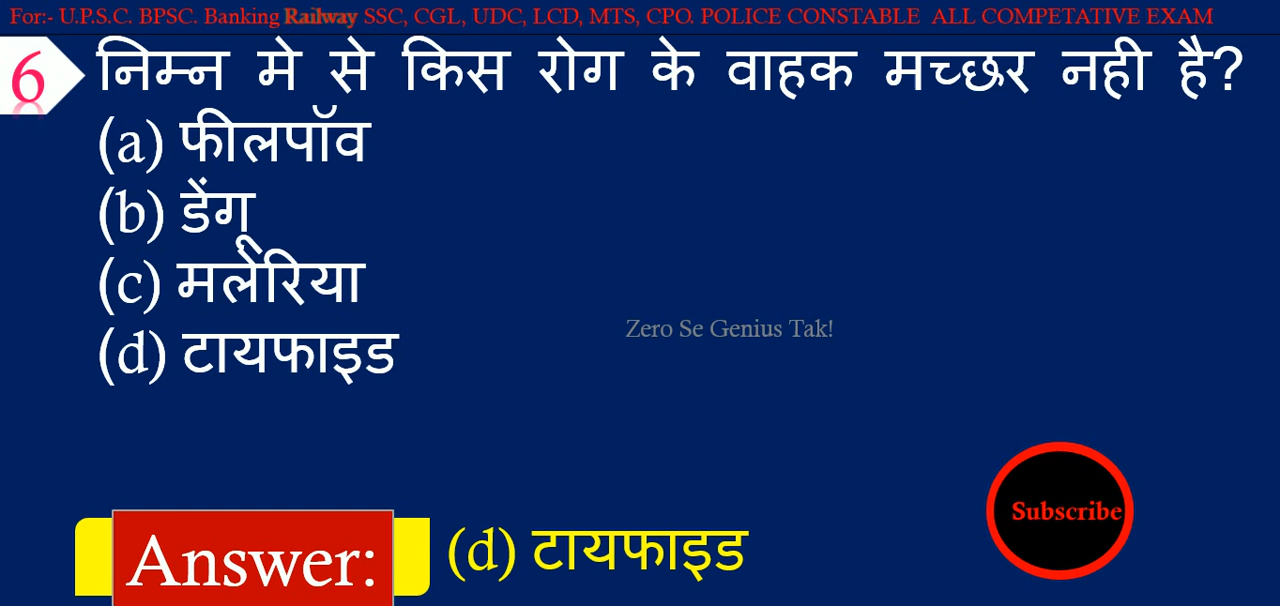 For:- U.P.S.C. BPSC. Banking Railway SSC, CGL, UDC, LCD, MTS, CPO. POLICE CONSTABLE ALL COMPETATIVE EXAM
6 निम्न मे से किस रोग के वाहक मच्छर नही है?
(a) फीलपॉव
(b) डेंगू
(c) मलेरिया
(d) टायफाइड
Zero Se Genius Tak!
Subscribe
Answer: (d) टायफाइड